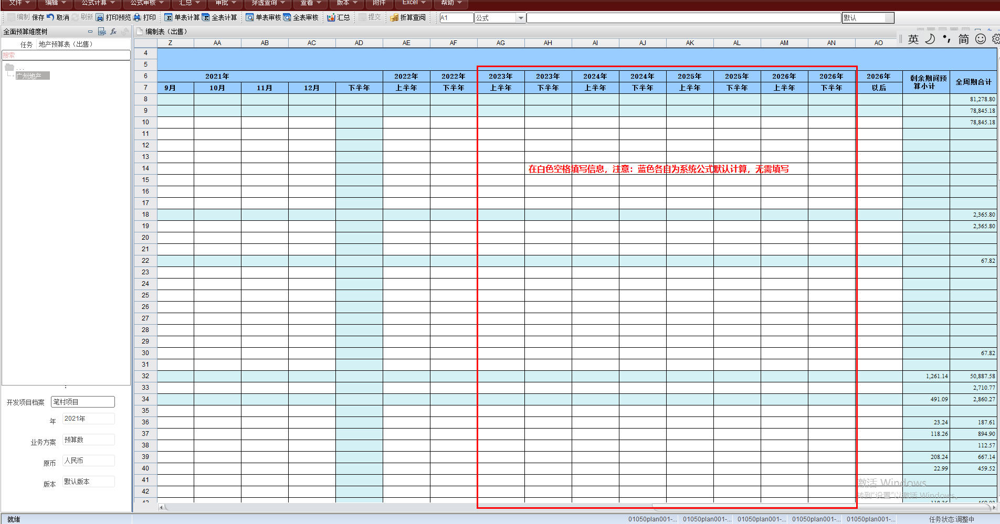 文件 编辑 公式计算 公式审核 汇总 审批 穿透查询 查看 版本 附件 Excel 帮助
编制 保存 取消 刷新 打印预览 打印 单表计算 全表计算 单表审核 全表审核 汇总 提交 折算查阅 A1 公式 默认
全面预算维度树 编制表（出售）
任务 地产预算表（出售）
搜索
...
广州地产
英 简
Z AA AB AC AD AE AF AG AH AI AJ AK AL AM AN AO
4
5
6 2021年 2022年 2022年 2023年 2023年 2024年 2024年 2025年 2025年 2026年 2026年 2026年 剩余期间预算小计 全周期合计
7 9月 10月 11月 12月 下半年 上半年 下半年 上半年 下半年 上半年 下半年 上半年 下半年 上半年 下半年 以后
8 81,278.80
9 78,845.18
10 78,845.18
11
12
13
14 在白色空格填写信息，注意：蓝色各自为系统公式默认计算，无需填写
15
16
17
18 2,365.80
19 2,365.80
20
21
22 67.82
23
24
25
26
27
28
29
30 67.82
31
32 1,261.14 50,887.58
33 2,710.77
34 491.09 2,860.27
35
36 23.24 187.61
37 118.26 894.90
38 112.57
39 208.24 667.14
40 22.99 459.52
41
42
开发项目档案 笔村项目
年 2021年
业务方案 预算数
原币 人民币
版本 默认版本
激活 Windows
转到"设置"以激活 Windows。
就绪 01050plan001-... 01050plan001-... 01050plan001-... 01050plan001-... 01050plan001-... 任务状态:调整中